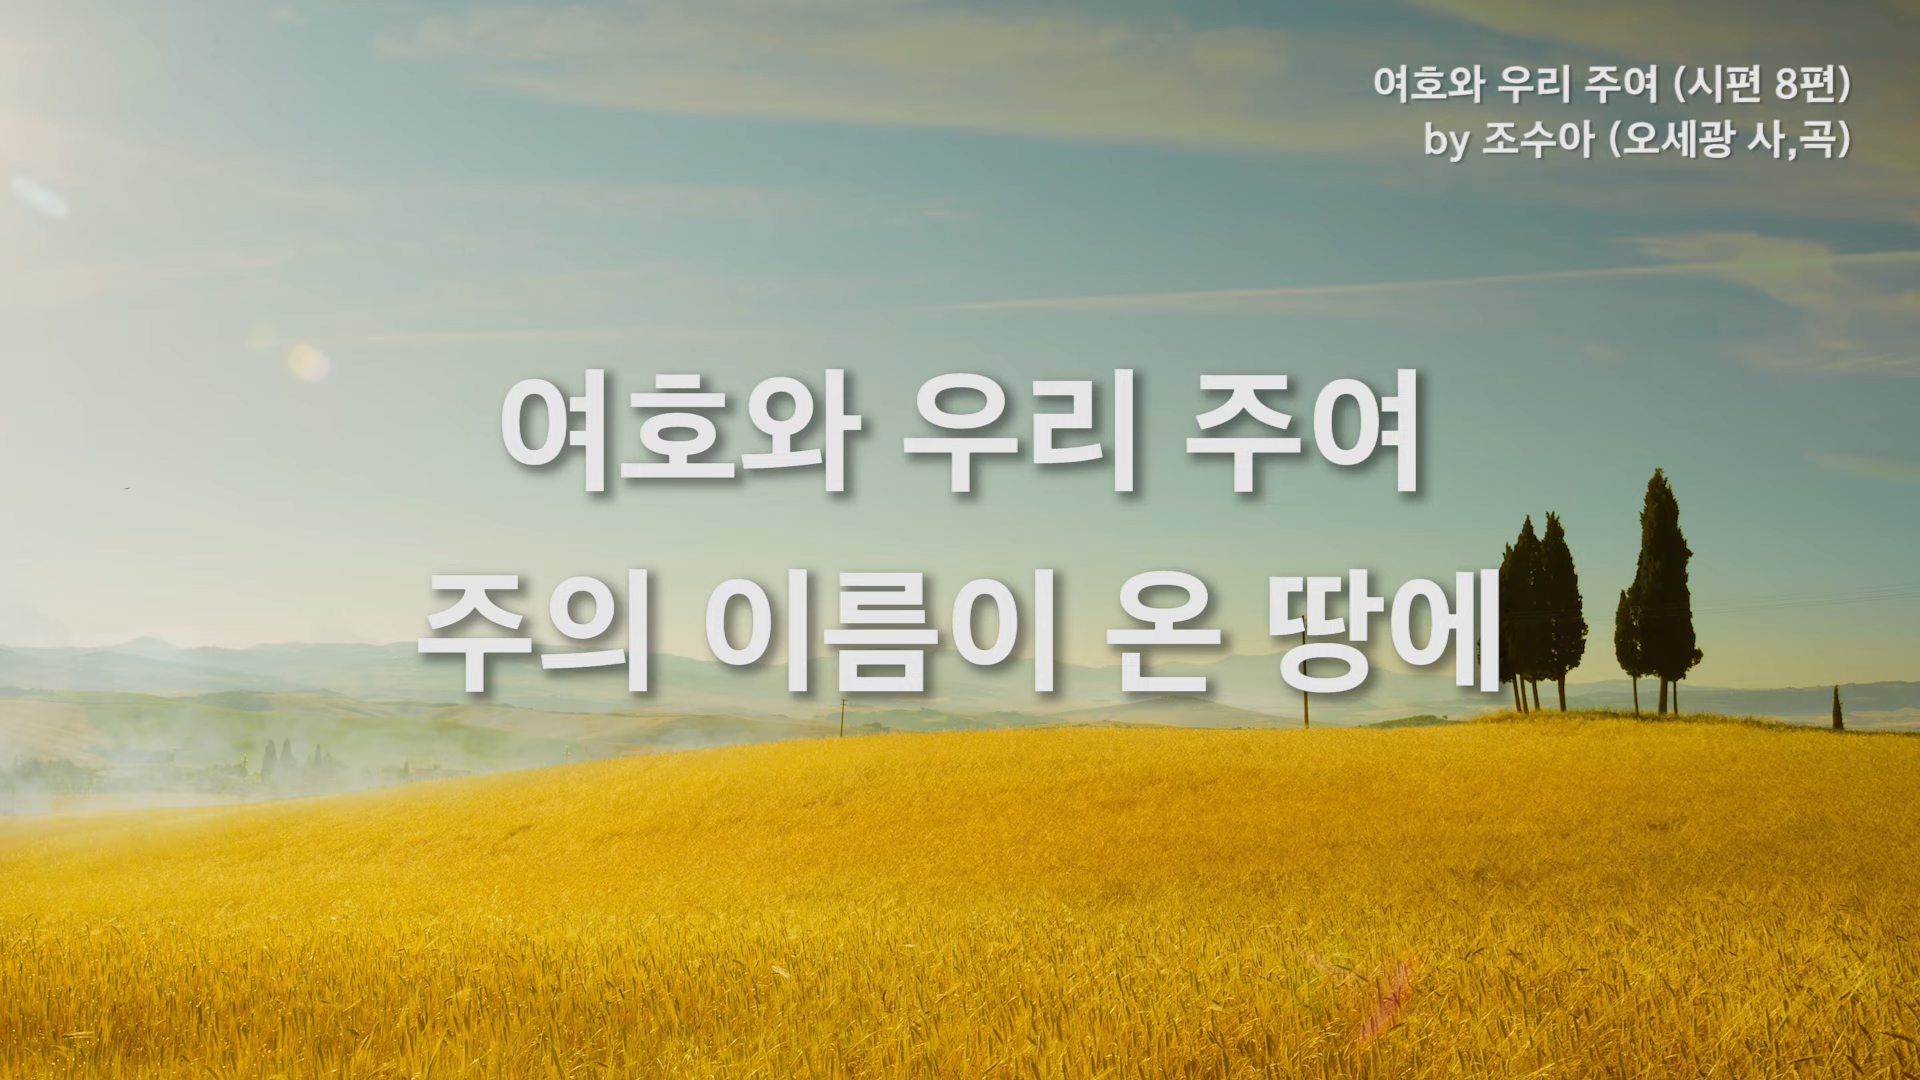 여호와 우리 주여 (시편 8편)
by 조수아 (오세광 사,곡)
여호와 우리 주여
주의 이름이 온 땅에